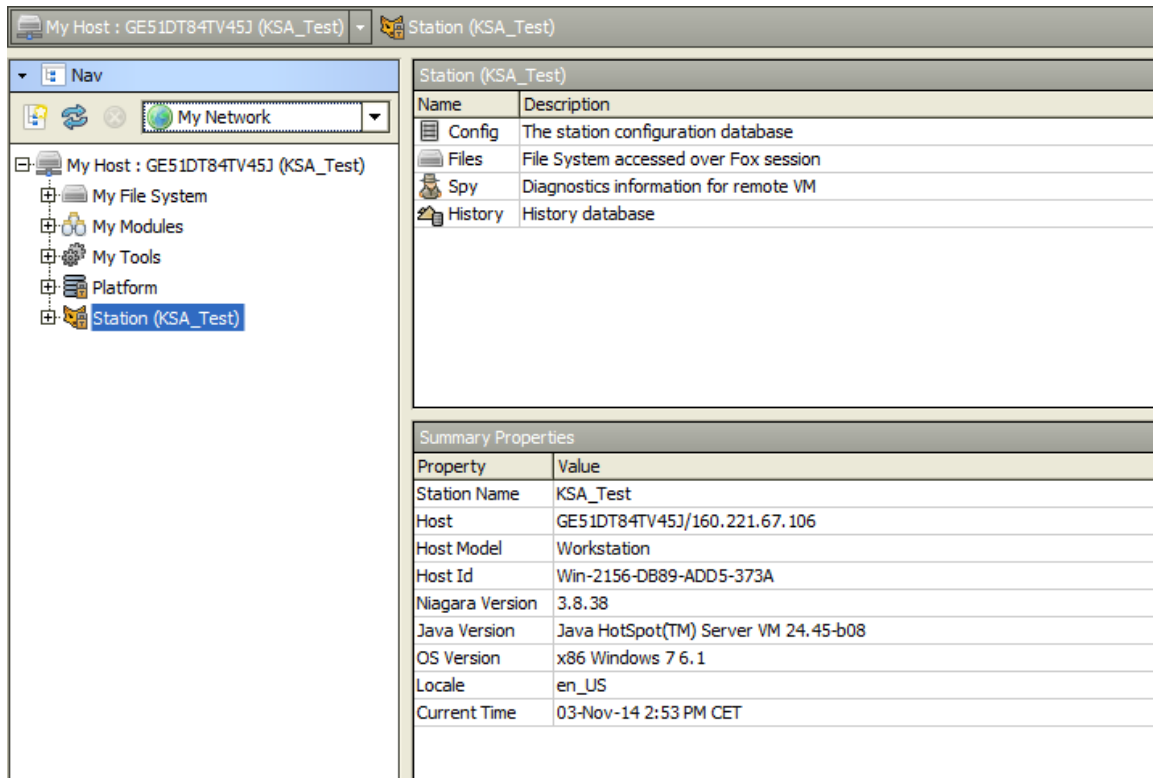 My Host : GE51DT84TV45J (KSA_Test) Station (KSA_Test)
Nav
My Network
My Host : GE51DT84TV45J (KSA_Test)
My File System
My Modules
My Tools
Platform
Station (KSA_Test)
Station (KSA_Test)
Name Description
Config The station configuration database
Files File System accessed over Fox session
Spy Diagnostics information for remote VM
History History database
Summary Properties
Property Value
Station Name KSA_Test
Host GE51DT84TV45J/160.221.67.106
Host Model Workstation
Host Id Win-2156-DB89-ADD5-373A
Niagara Version 3.8.38
Java Version Java HotSpot(TM) Server VM 24.45-b08
OS Version x86 Windows 7 6.1
Locale en_US
Current Time 03-Nov-14 2:53 PM CET